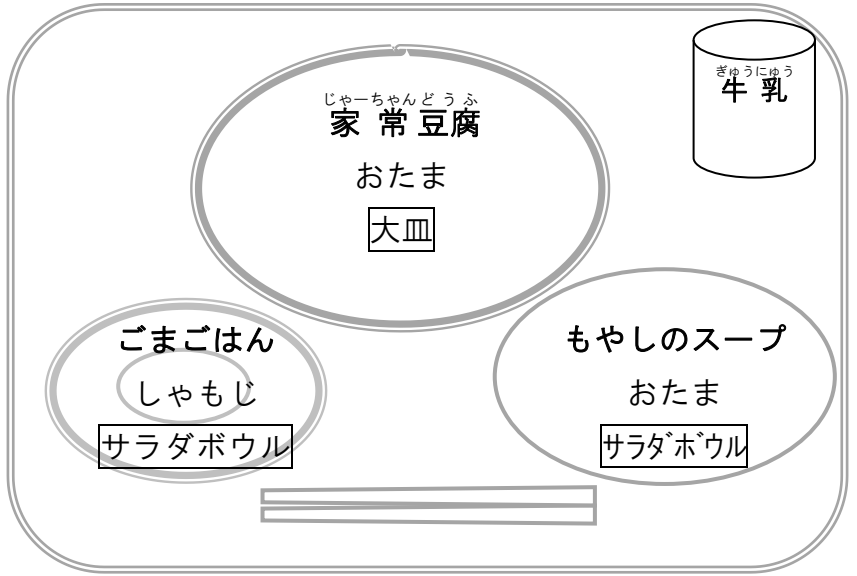 じゃーちゃんどうふ
家常豆腐
おたま
大皿
ぎゅうにゅう
牛乳
ごまごはん
しゃもじ
サラダボウル
もやしのスープ
おたま
ｻﾗﾀﾞﾎﾞｳﾙ